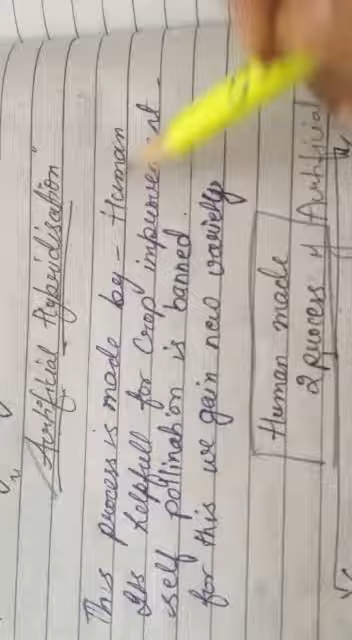 Artificial Hybridisation
This process is made by - Human
Its helpfull for Crop improvement
self pollination is banned
for this we gain new variety
Human made
2 process of Artificial